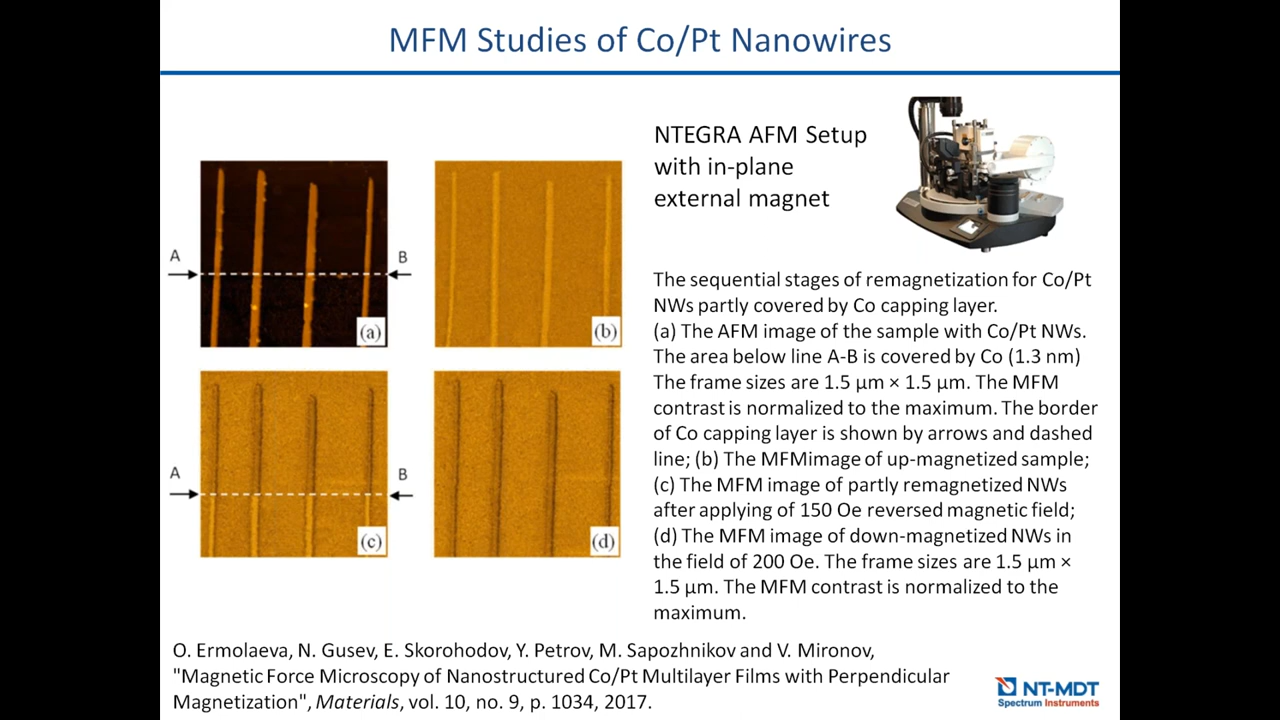 MFM Studies of Co/Pt Nanowires
NTEGRA AFM Setup
with in-plane
external magnet
A
B
(a)
(b)
A
B
(c)
(d)
The sequential stages of remagnetization for Co/Pt
NWs partly covered by Co capping layer.
(a) The AFM image of the sample with Co/Pt NWs.
The area below line A-B is covered by Co (1.3 nm)
The frame sizes are 1.5 μm × 1.5 μm. The MFM
contrast is normalized to the maximum. The border
of Co capping layer is shown by arrows and dashed
line; (b) The MFMimage of up-magnetized sample;
(c) The MFM image of partly remagnetized NWs
after applying of 150 Oe reversed magnetic field;
(d) The MFM image of down-magnetized NWs in
the field of 200 Oe. The frame sizes are 1.5 μm ×
1.5 μm. The MFM contrast is normalized to the
maximum.
O. Ermolaeva, N. Gusev, E. Skorohodov, Y. Petrov, M. Sapozhnikov and V. Mironov,
"Magnetic Force Microscopy of Nanostructured Co/Pt Multilayer Films with Perpendicular
Magnetization", Materials, vol. 10, no. 9, p. 1034, 2017.
NT-MDT
Spectrum Instruments